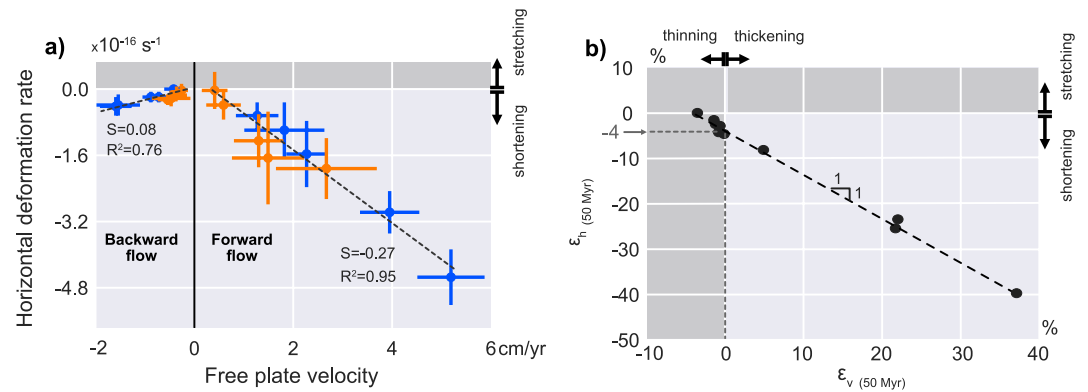 a)
×10⁻¹⁶ s⁻¹
Horizontal deformation rate
0.0
-1.6
-3.2
-4.8
stretching
shortening
S=0.08
R²=0.76
Backward
flow
Forward
flow
S=-0.27
R²=0.95
-2
0
2
4
6 cm/yr
Free plate velocity
b)
thinning
thickening
%
stretching
shortening
εh (50 Myr)
10
0
-4
-10
-20
-30
-40
-50
1
1
%
-10
0
10
20
30
40
εv (50 Myr)